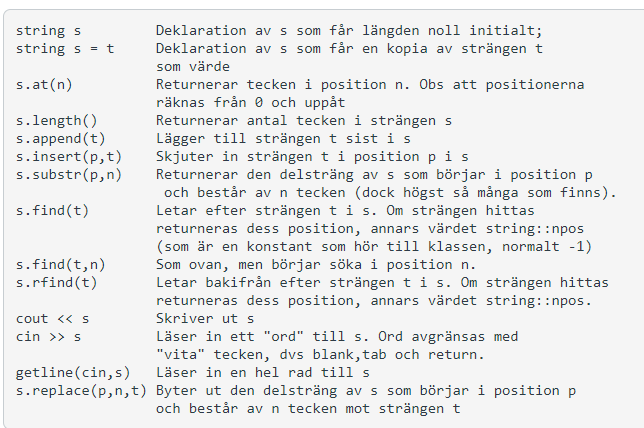 string s Deklaration av s som får längden noll initialt;
string s = t Deklaration av s som får en kopia av strängen t
som värde
s.at(n) Returnerar tecken i position n. Obs att positionerna
räknas från 0 och uppåt
s.length() Returnerar antal tecken i strängen s
s.append(t) Lägger till strängen t sist i s
s.insert(p,t) Skjuter in strängen t i position p i s
s.substr(p,n) Returnerar den delsträng av s som börjar i position p
och består av n tecken (dock högst så många som finns).
s.find(t) Letar efter strängen t i s. Om strängen hittas
returneras dess position, annars värdet string::npos
(som är en konstant som hör till klassen, normalt -1)
s.find(t,n) Som ovan, men börjar söka i position n.
s.rfind(t) Letar bakifrån efter strängen t i s. Om strängen hittas
returneras dess position, annars värdet string::npos.
cout << s Skriver ut s
cin >> s Läser in ett "ord" till s. Ord avgränsas med
"vita" tecken, dvs blank,tab och return.
getline(cin,s) Läser in en hel rad till s
s.replace(p,n,t) Byter ut den delsträng av s som börjar i position p
och består av n tecken mot strängen t